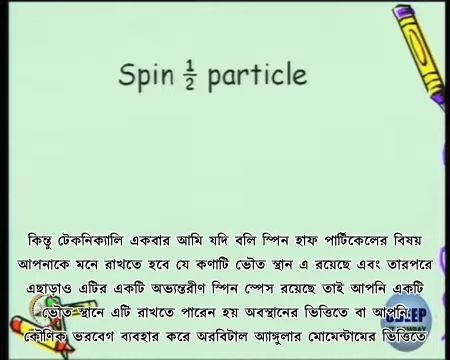 Spin 1/2 particle
কিন্তু টেকনিক্যালি একবার আমি যদি বলি স্পিন হাফ পার্টিকেলের বিষয়
আপনাকে মনে রাখতে হবে যে কণাটি ভৌত স্থান এ রয়েছে এবং তারপরে
এছাড়াও এটির একটি অভ্যন্তরীণ স্পিন স্পেস রয়েছে তাই আপনি একটি
ভৌত স্থানে এটি রাখতে পারেন হয় অবস্থানের ভিত্তিতে বা আপনি
কৌণিক ভরবেগ ব্যবহার করে অরবিটাল অ্যাঙ্গুলার মোমেন্টামের ভিত্তিতে